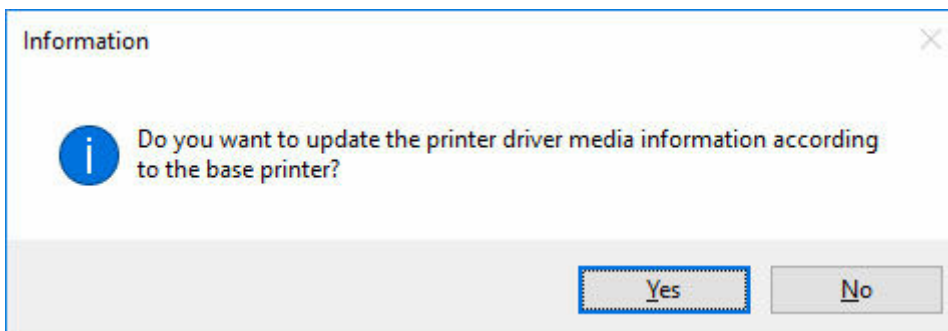 Information
Do you want to update the printer driver media information according
to the base printer?
Yes
No